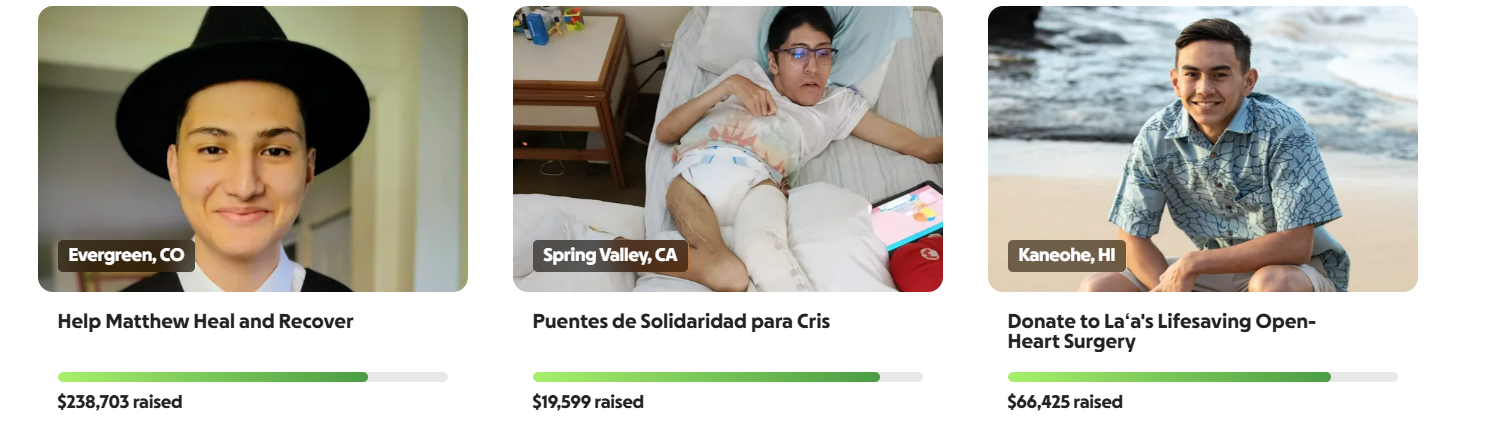 Evergreen, CO
Spring Valley, CA
Kaneohe, HI
Help Matthew Heal and Recover
Puentes de Solidaridad para Cris
Donate to Laʻa's Lifesaving Open-
Heart Surgery
$238,703 raised
$19,599 raised
$66,425 raised